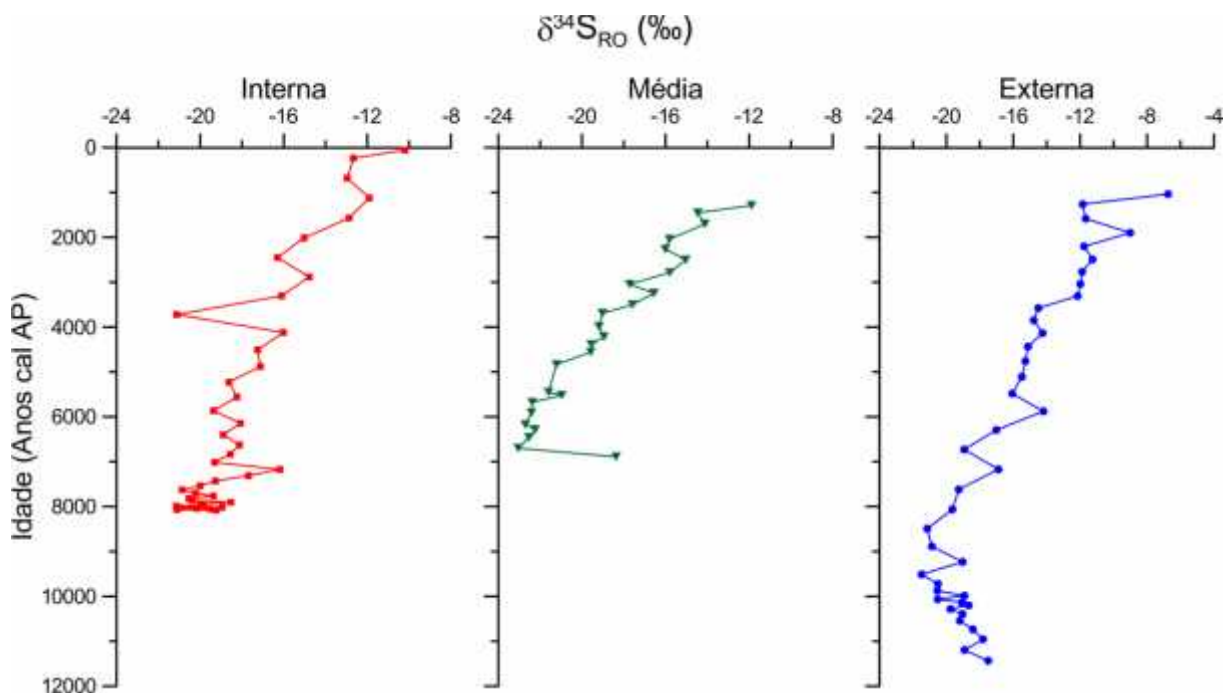 δ³⁴S_RO (‰)
Interna
Média
Externa
-24 -20 -16 -12 -8
-24 -20 -16 -12 -8
-24 -20 -16 -12 -8 -4
Idade (Anos cal AP)
0
2000
4000
6000
8000
10000
12000